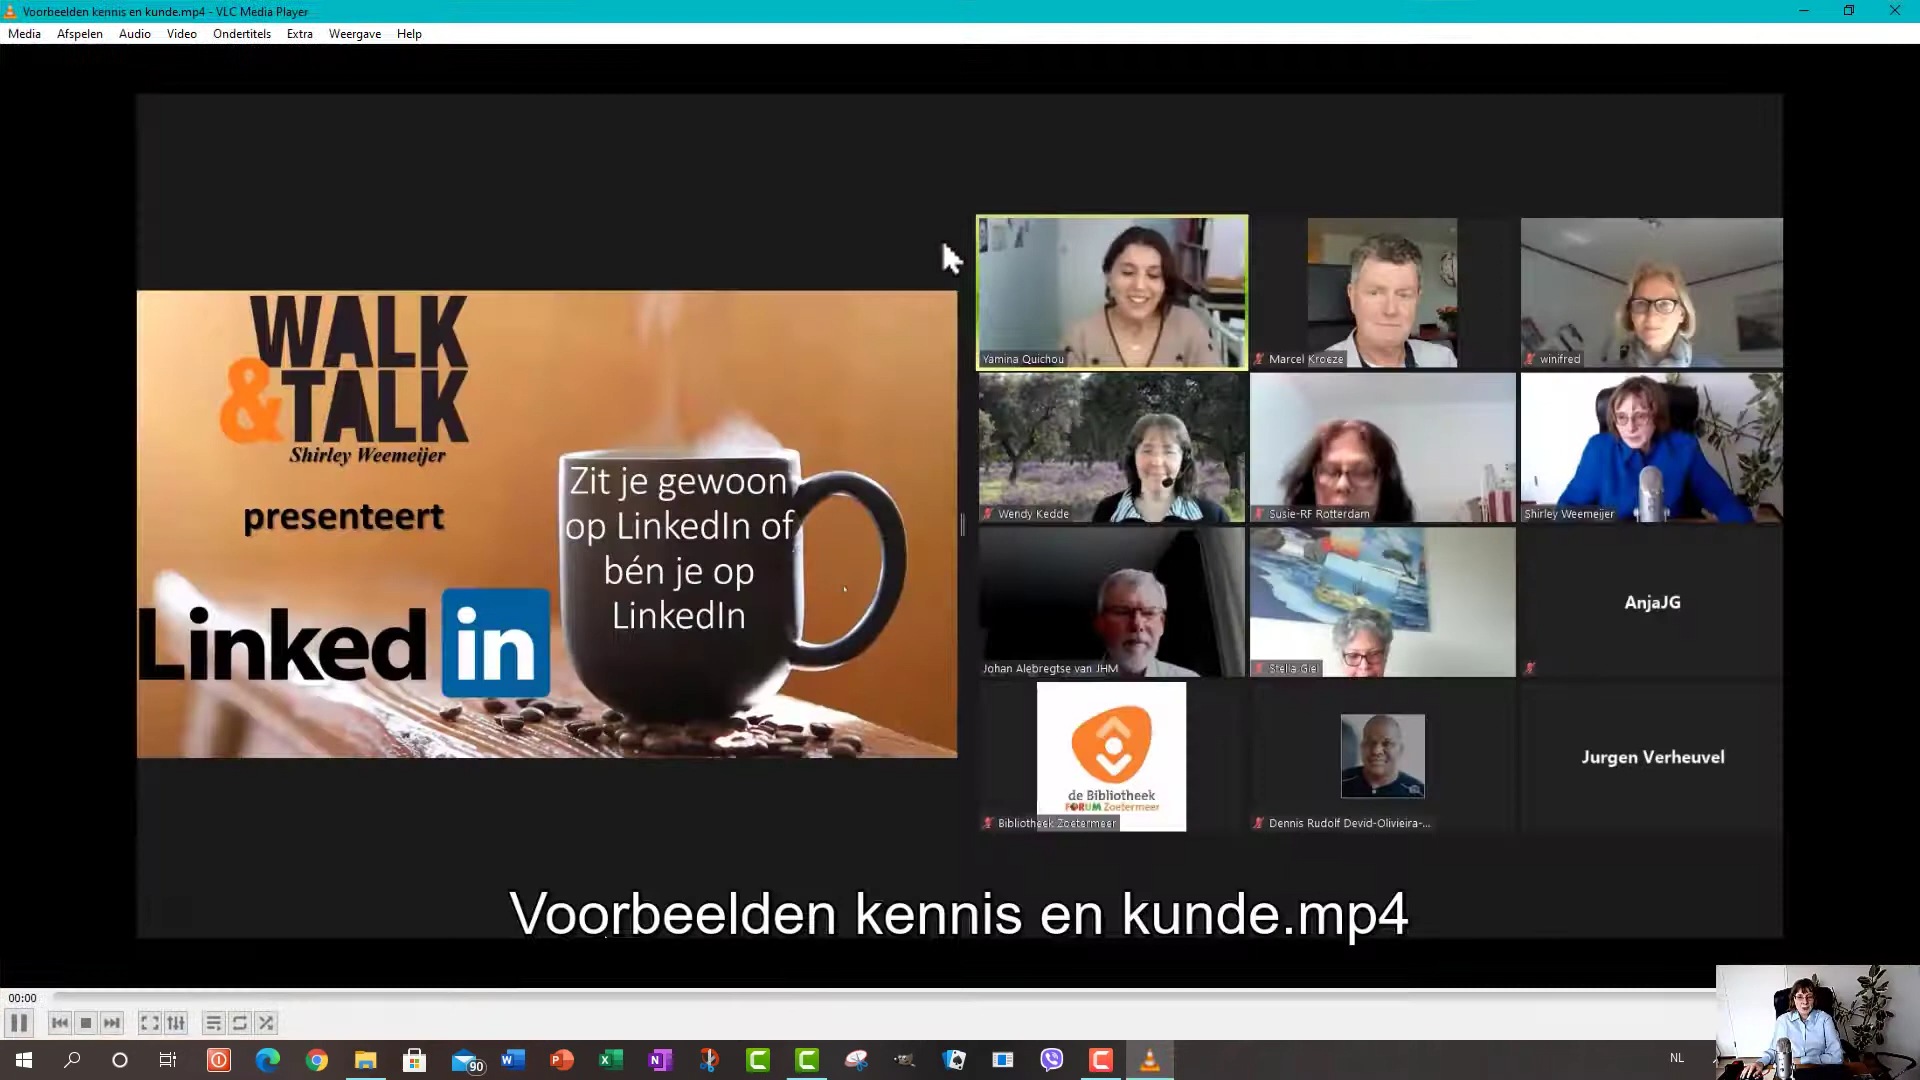 Voorbeelden kennis en kunde.mp4 - VLC Media Player
Media Afspelen Audio Video Ondertitels Extra Weergave Help
WALK
&TALK
Shirley Weemeijer
presenteert
Linked in
Zit je gewoon
op LinkedIn of
bén je op
LinkedIn
Yamina Quichou
Marcel Kroeze
winifred
Wendy Kedde
Susie-RF Rotterdam
Shirley Weemeijer
Johan Alebregtse van JHM
Stella Giel
AnjaJG
de Bibliotheek
FORUM Zoetermeer
Bibliotheek Zoetermeer
Dennis Rudolf Devid-Olivieira-...
Jurgen Verheuvel
Voorbeelden kennis en kunde.mp4
00:00
90
NL